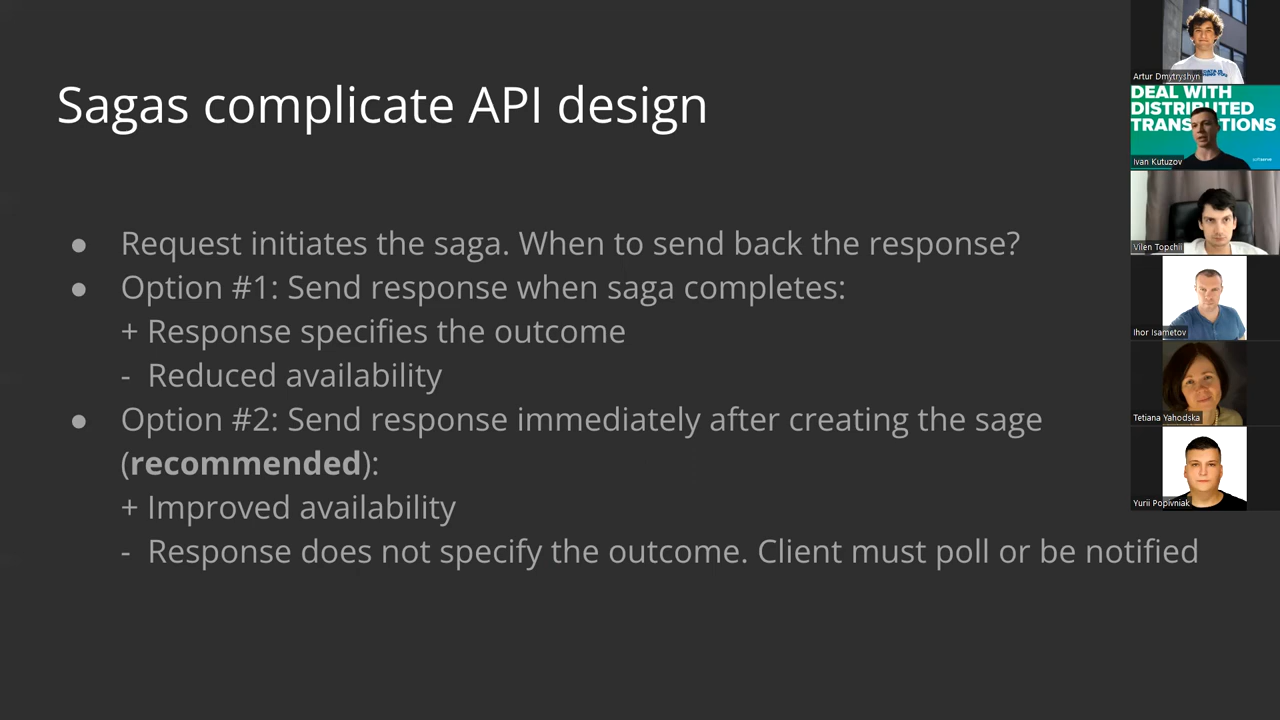 Sagas complicate API design
● Request initiates the saga. When to send back the response?
● Option #1: Send response when saga completes:
+ Response specifies the outcome
- Reduced availability
● Option #2: Send response immediately after creating the sage
(recommended):
+ Improved availability
- Response does not specify the outcome. Client must poll or be notified
Artur Dmytryshyn
DEAL WITH
DISTRIBUTED
TRANS TIONS
softserve
Ivan Kutuzov
Vilen Topchii
Ihor Isametov
Tetiana Yahodska
Yurii Popivniak